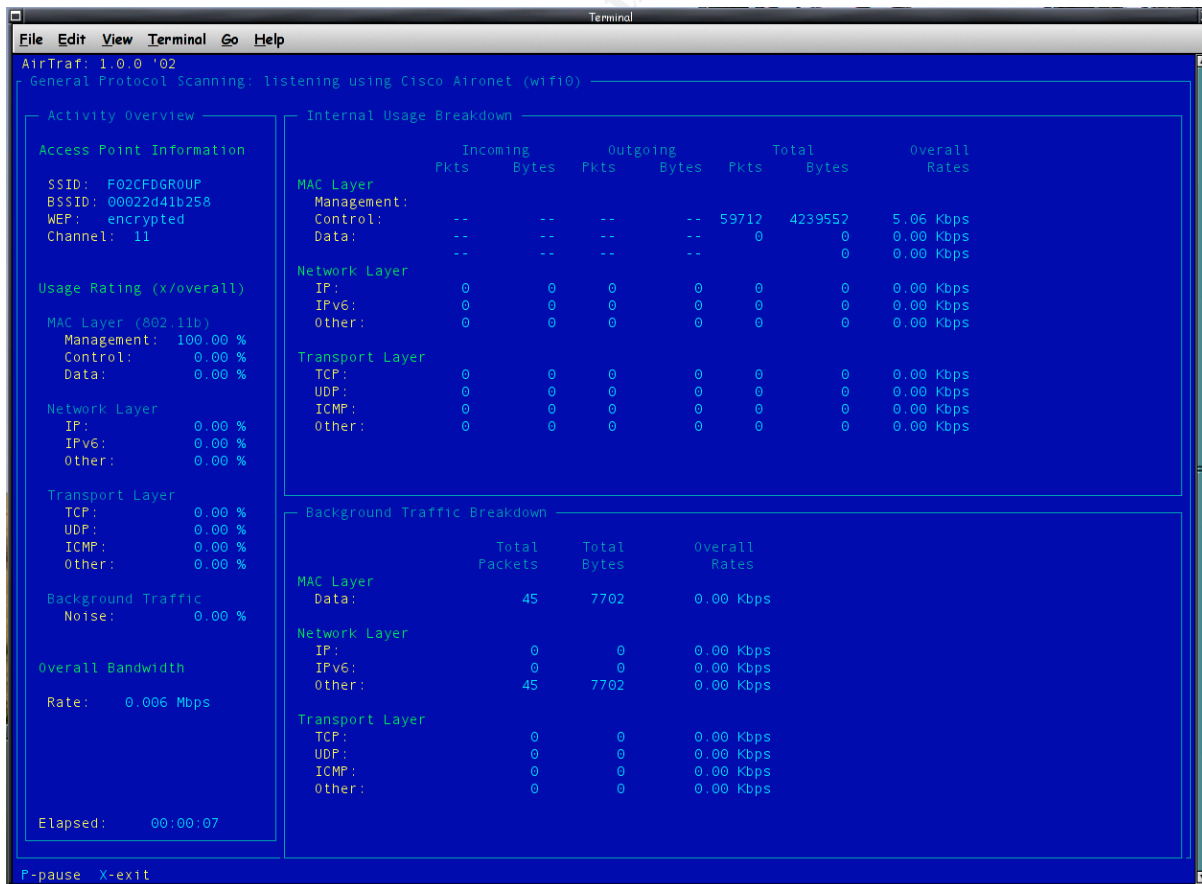 Terminal
File Edit View Terminal Go Help
AirTraf: 1.0.0 '02
General Protocol Scanning: listening using Cisco Aironet (wifi0)
Activity Overview
Access Point Information
SSID: F02CFDGROUP
BSSID: 00022d41b258
WEP: encrypted
Channel: 11
Usage Rating (x/overall)
MAC Layer (802.11b)
Management: 100.00 %
Control: 0.00 %
Data: 0.00 %
Network Layer
IP: 0.00 %
IPv6: 0.00 %
Other: 0.00 %
Transport Layer
TCP: 0.00 %
UDP: 0.00 %
ICMP: 0.00 %
Other: 0.00 %
Background Traffic
Noise: 0.00 %
Overall Bandwidth
Rate: 0.006 Mbps
Elapsed: 00:00:07
Internal Usage Breakdown
Incoming Outgoing Total Overall
Pkts Bytes Pkts Bytes Pkts Bytes Rates
MAC Layer
Management:
Control: -- -- -- -- 59712 4239552 5.06 Kbps
Data: -- -- -- -- 0 0 0.00 Kbps
-- -- -- -- 0 0.00 Kbps
Network Layer
IP: 0 0 0 0 0 0 0.00 Kbps
IPv6: 0 0 0 0 0 0 0.00 Kbps
Other: 0 0 0 0 0 0 0.00 Kbps
Transport Layer
TCP: 0 0 0 0 0 0 0.00 Kbps
UDP: 0 0 0 0 0 0 0.00 Kbps
ICMP: 0 0 0 0 0 0 0.00 Kbps
Other: 0 0 0 0 0 0 0.00 Kbps
Background Traffic Breakdown
Total Total Overall
Packets Bytes Rates
MAC Layer
Data: 45 7702 0.00 Kbps
Network Layer
IP: 0 0 0.00 Kbps
IPv6: 0 0 0.00 Kbps
Other: 45 7702 0.00 Kbps
Transport Layer
TCP: 0 0 0.00 Kbps
UDP: 0 0 0.00 Kbps
ICMP: 0 0 0.00 Kbps
Other: 0 0 0.00 Kbps
P-pause X-exit